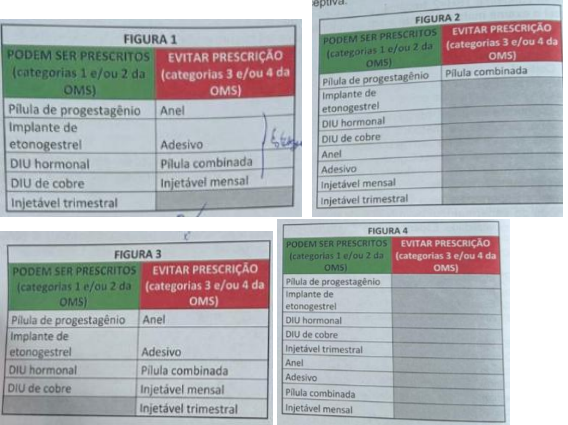 FIGURA 1
PODEM SER PRESCRITOS
(categorias 1 e/ou 2 da
OMS)
EVITAR PRESCRIÇÃO
(categorias 3 e/ou 4 da
OMS)
Pílula de progestagênio
Anel
Implante de
etonogestrel
Adesivo
DIU hormonal
Pílula combinada
DIU de cobre
Injetável mensal
Injetável trimestral
FIGURA 2
PODEM SER PRESCRITOS
(categorias 1 e/ou 2 da
OMS)
EVITAR PRESCRIÇÃO
(categorias 3 e/ou 4 da
OMS)
Pílula de progestagênio
Pílula combinada
Implante de
etonogestrel
DIU hormonal
DIU de cobre
Anel
Adesivo
Injetável mensal
Injetável trimestral
FIGURA 3
PODEM SER PRESCRITOS
(categorias 1 e/ou 2 da
OMS)
EVITAR PRESCRIÇÃO
(categorias 3 e/ou 4 da
OMS)
Pílula de progestagênio
Anel
Implante de
etonogestrel
Adesivo
DIU hormonal
Pílula combinada
DIU de cobre
Injetável mensal
Injetável trimestral
FIGURA 4
PODEM SER PRESCRITOS
(categorias 1 e/ou 2 da
OMS)
EVITAR PRESCRIÇÃO
(categorias 3 e/ou 4 da
OMS)
Pílula de progestagênio
Implante de
etonogestrel
DIU hormonal
DIU de cobre
Injetável trimestral
Anel
Adesivo
Pílula combinada
Injetável mensal